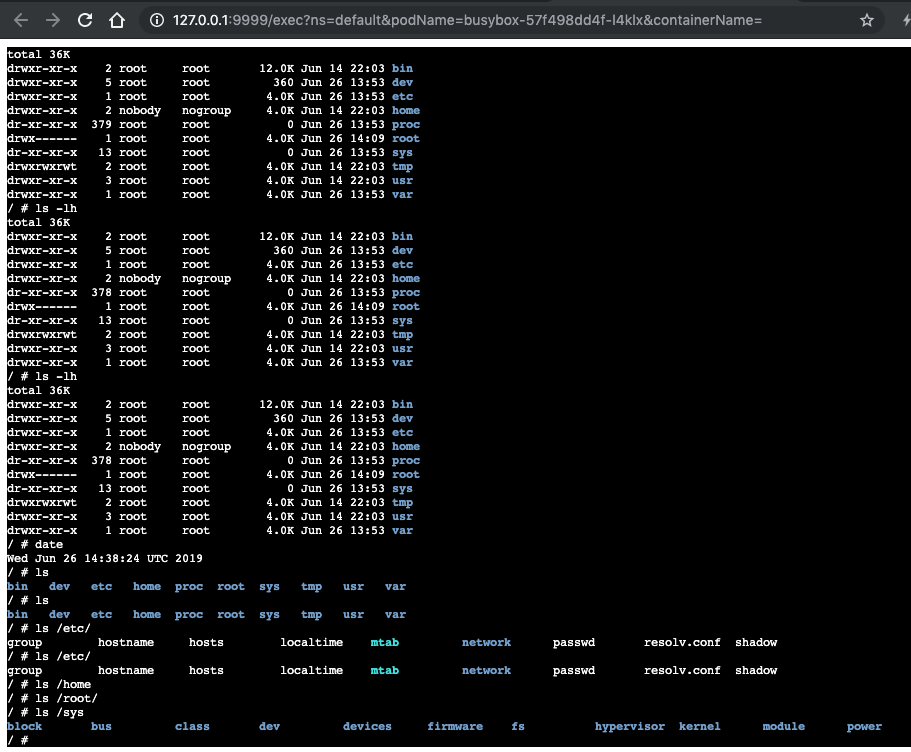 127.0.0.1:9999/exec?ns=default&podName=busybox-57f498dd4f-l4klx&containerName=
total 36K
drwxr-xr-x    2 root     root       12.0K Jun 14 22:03 bin
drwxr-xr-x    5 root     root         360 Jun 26 13:53 dev
drwxr-xr-x    1 root     root        4.0K Jun 26 13:53 etc
drwxr-xr-x    2 nobody   nogroup     4.0K Jun 14 22:03 home
dr-xr-xr-x  379 root     root           0 Jun 26 13:53 proc
drwx------    1 root     root        4.0K Jun 26 14:09 root
dr-xr-xr-x   13 root     root           0 Jun 26 13:53 sys
drwxrwxrwt    2 root     root        4.0K Jun 14 22:03 tmp
drwxr-xr-x    3 root     root        4.0K Jun 14 22:03 usr
drwxr-xr-x    1 root     root        4.0K Jun 26 13:53 var
/ # ls -lh
total 36K
drwxr-xr-x    2 root     root       12.0K Jun 14 22:03 bin
drwxr-xr-x    5 root     root         360 Jun 26 13:53 dev
drwxr-xr-x    1 root     root        4.0K Jun 26 13:53 etc
drwxr-xr-x    2 nobody   nogroup     4.0K Jun 14 22:03 home
dr-xr-xr-x  378 root     root           0 Jun 26 13:53 proc
drwx------    1 root     root        4.0K Jun 26 14:09 root
dr-xr-xr-x   13 root     root           0 Jun 26 13:53 sys
drwxrwxrwt    2 root     root        4.0K Jun 14 22:03 tmp
drwxr-xr-x    3 root     root        4.0K Jun 14 22:03 usr
drwxr-xr-x    1 root     root        4.0K Jun 26 13:53 var
/ # ls -lh
total 36K
drwxr-xr-x    2 root     root       12.0K Jun 14 22:03 bin
drwxr-xr-x    5 root     root         360 Jun 26 13:53 dev
drwxr-xr-x    1 root     root        4.0K Jun 26 13:53 etc
drwxr-xr-x    2 nobody   nogroup     4.0K Jun 14 22:03 home
dr-xr-xr-x  378 root     root           0 Jun 26 13:53 proc
drwx------    1 root     root        4.0K Jun 26 14:09 root
dr-xr-xr-x   13 root     root           0 Jun 26 13:53 sys
drwxrwxrwt    2 root     root        4.0K Jun 14 22:03 tmp
drwxr-xr-x    3 root     root        4.0K Jun 14 22:03 usr
drwxr-xr-x    1 root     root        4.0K Jun 26 13:53 var
/ # date
Wed Jun 26 14:38:24 UTC 2019
/ # ls
bin   dev   etc   home  proc  root  sys   tmp   usr   var
/ # ls
bin   dev   etc   home  proc  root  sys   tmp   usr   var
/ # ls /etc/
group        hostname     hosts        localtime    mtab         network      passwd       resolv.conf  shadow
/ # ls /etc/
group        hostname     hosts        localtime    mtab         network      passwd       resolv.conf  shadow
/ # ls /home
/ # ls /root/
/ # ls /sys
block       bus         class       dev         devices     firmware    fs          hypervisor  kernel      module      power
/ #